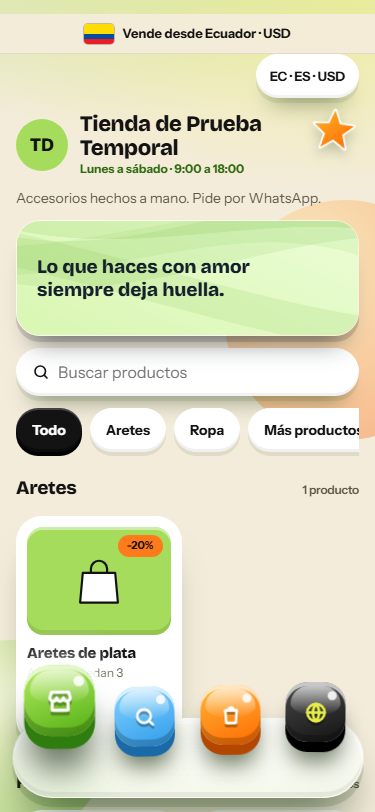 Vende desde Ecuador · USD
EC · ES · USD
TD
Tienda de Prueba
Temporal
Lunes a sábado · 9:00 a 18:00
Accesorios hechos a mano. Pide por WhatsApp.
Lo que haces con amor
siempre deja huella.
Buscar productos
Todo
Aretes
Ropa
Más productos
Aretes
1 producto
-20%
Aretes de plata
3